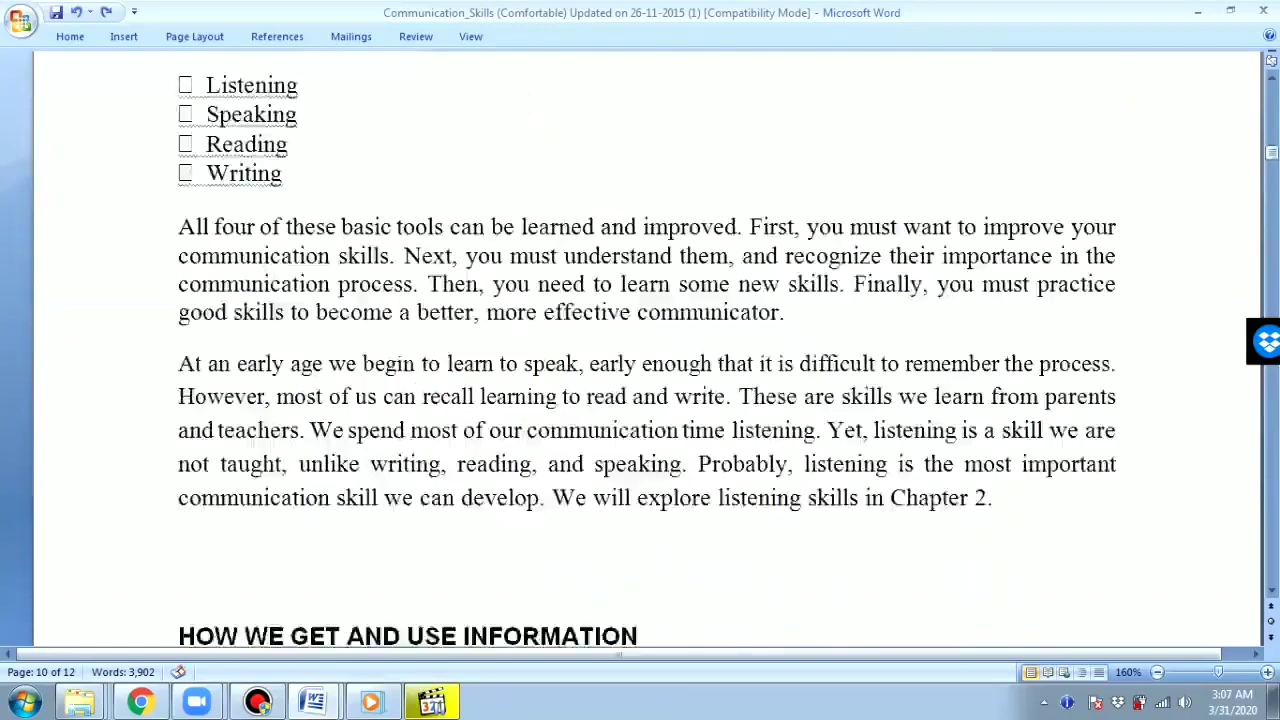 Communication_Skills (Comfortable) Updated on 26-11-2015 (1) [Compatibility Mode] - Microsoft Word
Home Insert Page Layout References Mailings Review View
Listening
Speaking
Reading
Writing
All four of these basic tools can be learned and improved. First, you must want to improve your
communication skills. Next, you must understand them, and recognize their importance in the
communication process. Then, you need to learn some new skills. Finally, you must practice
good skills to become a better, more effective communicator.
At an early age we begin to learn to speak, early enough that it is difficult to remember the process.
However, most of us can recall learning to read and write. These are skills we learn from parents
and teachers. We spend most of our communication time listening. Yet, listening is a skill we are
not taught, unlike writing, reading, and speaking. Probably, listening is the most important
communication skill we can develop. We will explore listening skills in Chapter 2.
HOW WE GET AND USE INFORMATION
Page: 10 of 12 Words: 3,902 160%
321
3:07 AM
3/31/2020